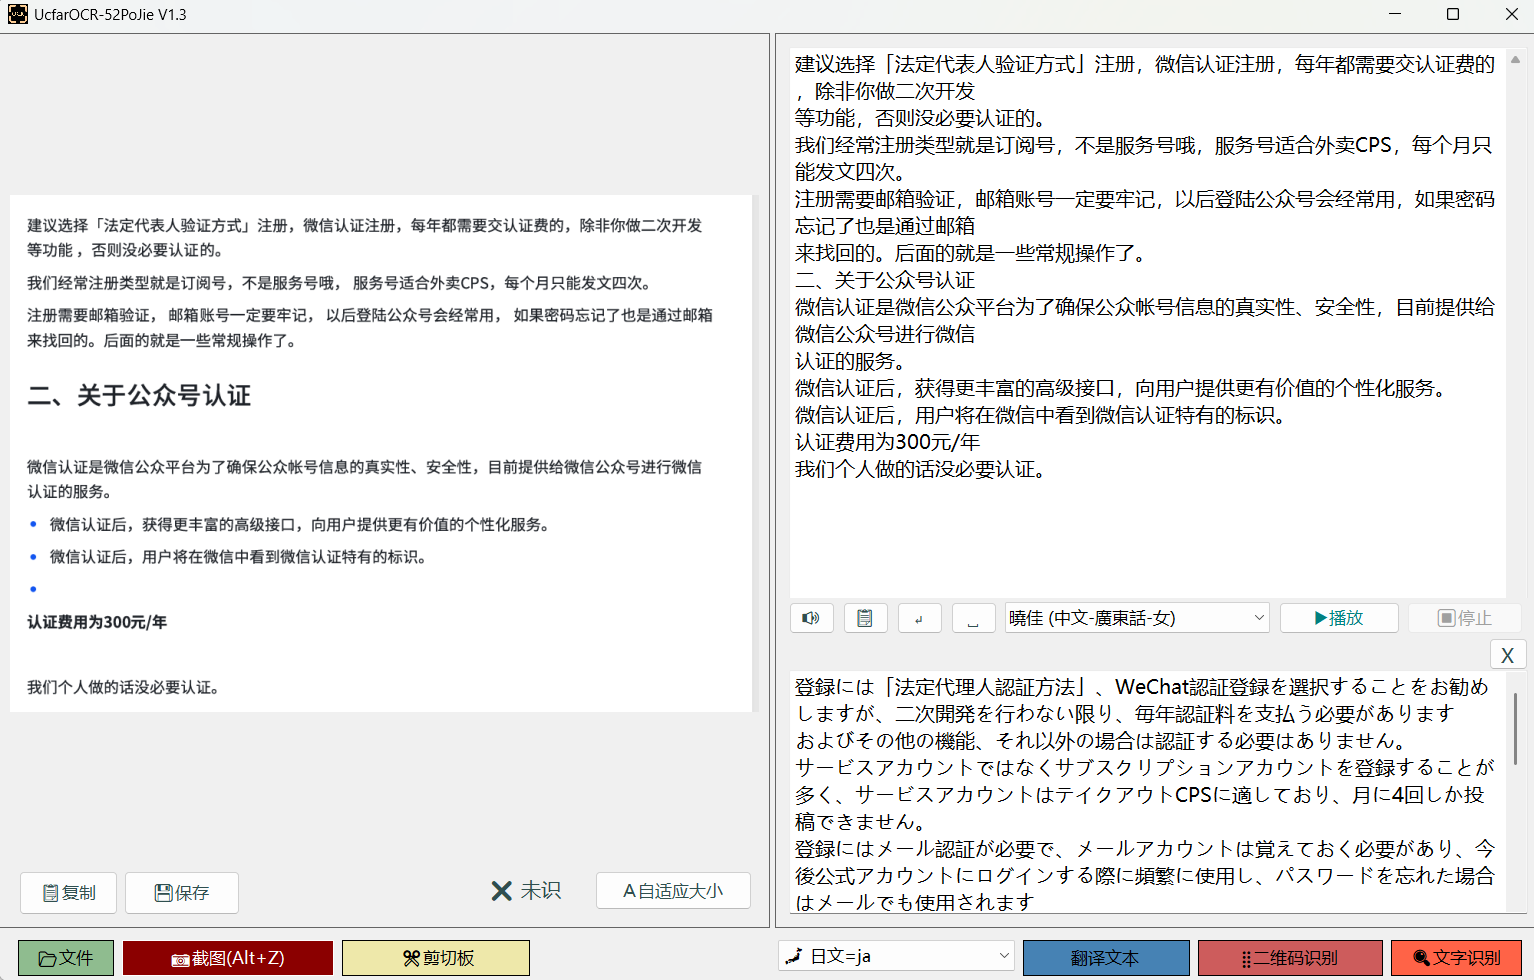 UcfarOCR-52PoJie V1.3
建议选择「法定代表人验证方式」注册，微信认证注册，每年都需要交认证费的，除非你做二次开发
等功能，否则没必要认证的。
我们经常注册类型就是订阅号，不是服务号哦， 服务号适合外卖CPS，每个月只能发文四次。
注册需要邮箱验证， 邮箱账号一定要牢记， 以后登陆公众号会经常用， 如果密码忘记了也是通过邮箱
来找回的。后面的就是一些常规操作了。
二、关于公众号认证
微信认证是微信公众平台为了确保公众帐号信息的真实性、安全性，目前提供给微信公众号进行微信
认证的服务。
• 微信认证后，获得更丰富的高级接口，向用户提供更有价值的个性化服务。
• 微信认证后，用户将在微信中看到微信认证特有的标识。
•
认证费用为300元/年
我们个人做的话没必要认证。
复制
保存
未识
A自适应大小
文件
截图(Alt+Z)
剪切板
建议选择「法定代表人验证方式」注册，微信认证注册，每年都需要交认证费的
，除非你做二次开发
等功能，否则没必要认证的。
我们经常注册类型就是订阅号，不是服务号哦，服务号适合外卖CPS，每个月只
能发文四次。
注册需要邮箱验证，邮箱账号一定要牢记，以后登陆公众号会经常用，如果密码
忘记了也是通过邮箱
来找回的。后面的就是一些常规操作了。
二、关于公众号认证
微信认证是微信公众平台为了确保公众帐号信息的真实性、安全性，目前提供给
微信公众号进行微信
认证的服务。
微信认证后，获得更丰富的高级接口，向用户提供更有价值的个性化服务。
微信认证后，用户将在微信中看到微信认证特有的标识。
认证费用为300元/年
我们个人做的话没必要认证。
曉佳 (中文-廣東話-女)
播放
停止
X
登録には「法定代理人認証方法」、WeChat認証登録を選択することをお勧め
しますが、二次開発を行わない限り、毎年認証料を支払う必要があります
およびその他の機能、それ以外の場合は認証する必要はありません。
サービスアカウントではなくサブスクリプションアカウントを登録することが
多く、サービスアカウントはテイクアウトCPSに適しており、月に4回しか投
稿できません。
登録にはメール認証が必要で、メールアカウントは覚えておく必要があり、今
後公式アカウントにログインする際に頻繁に使用し、パスワードを忘れた場合
はメールでも使用されます
日文=ja
翻译文本
二维码识别
文字识别